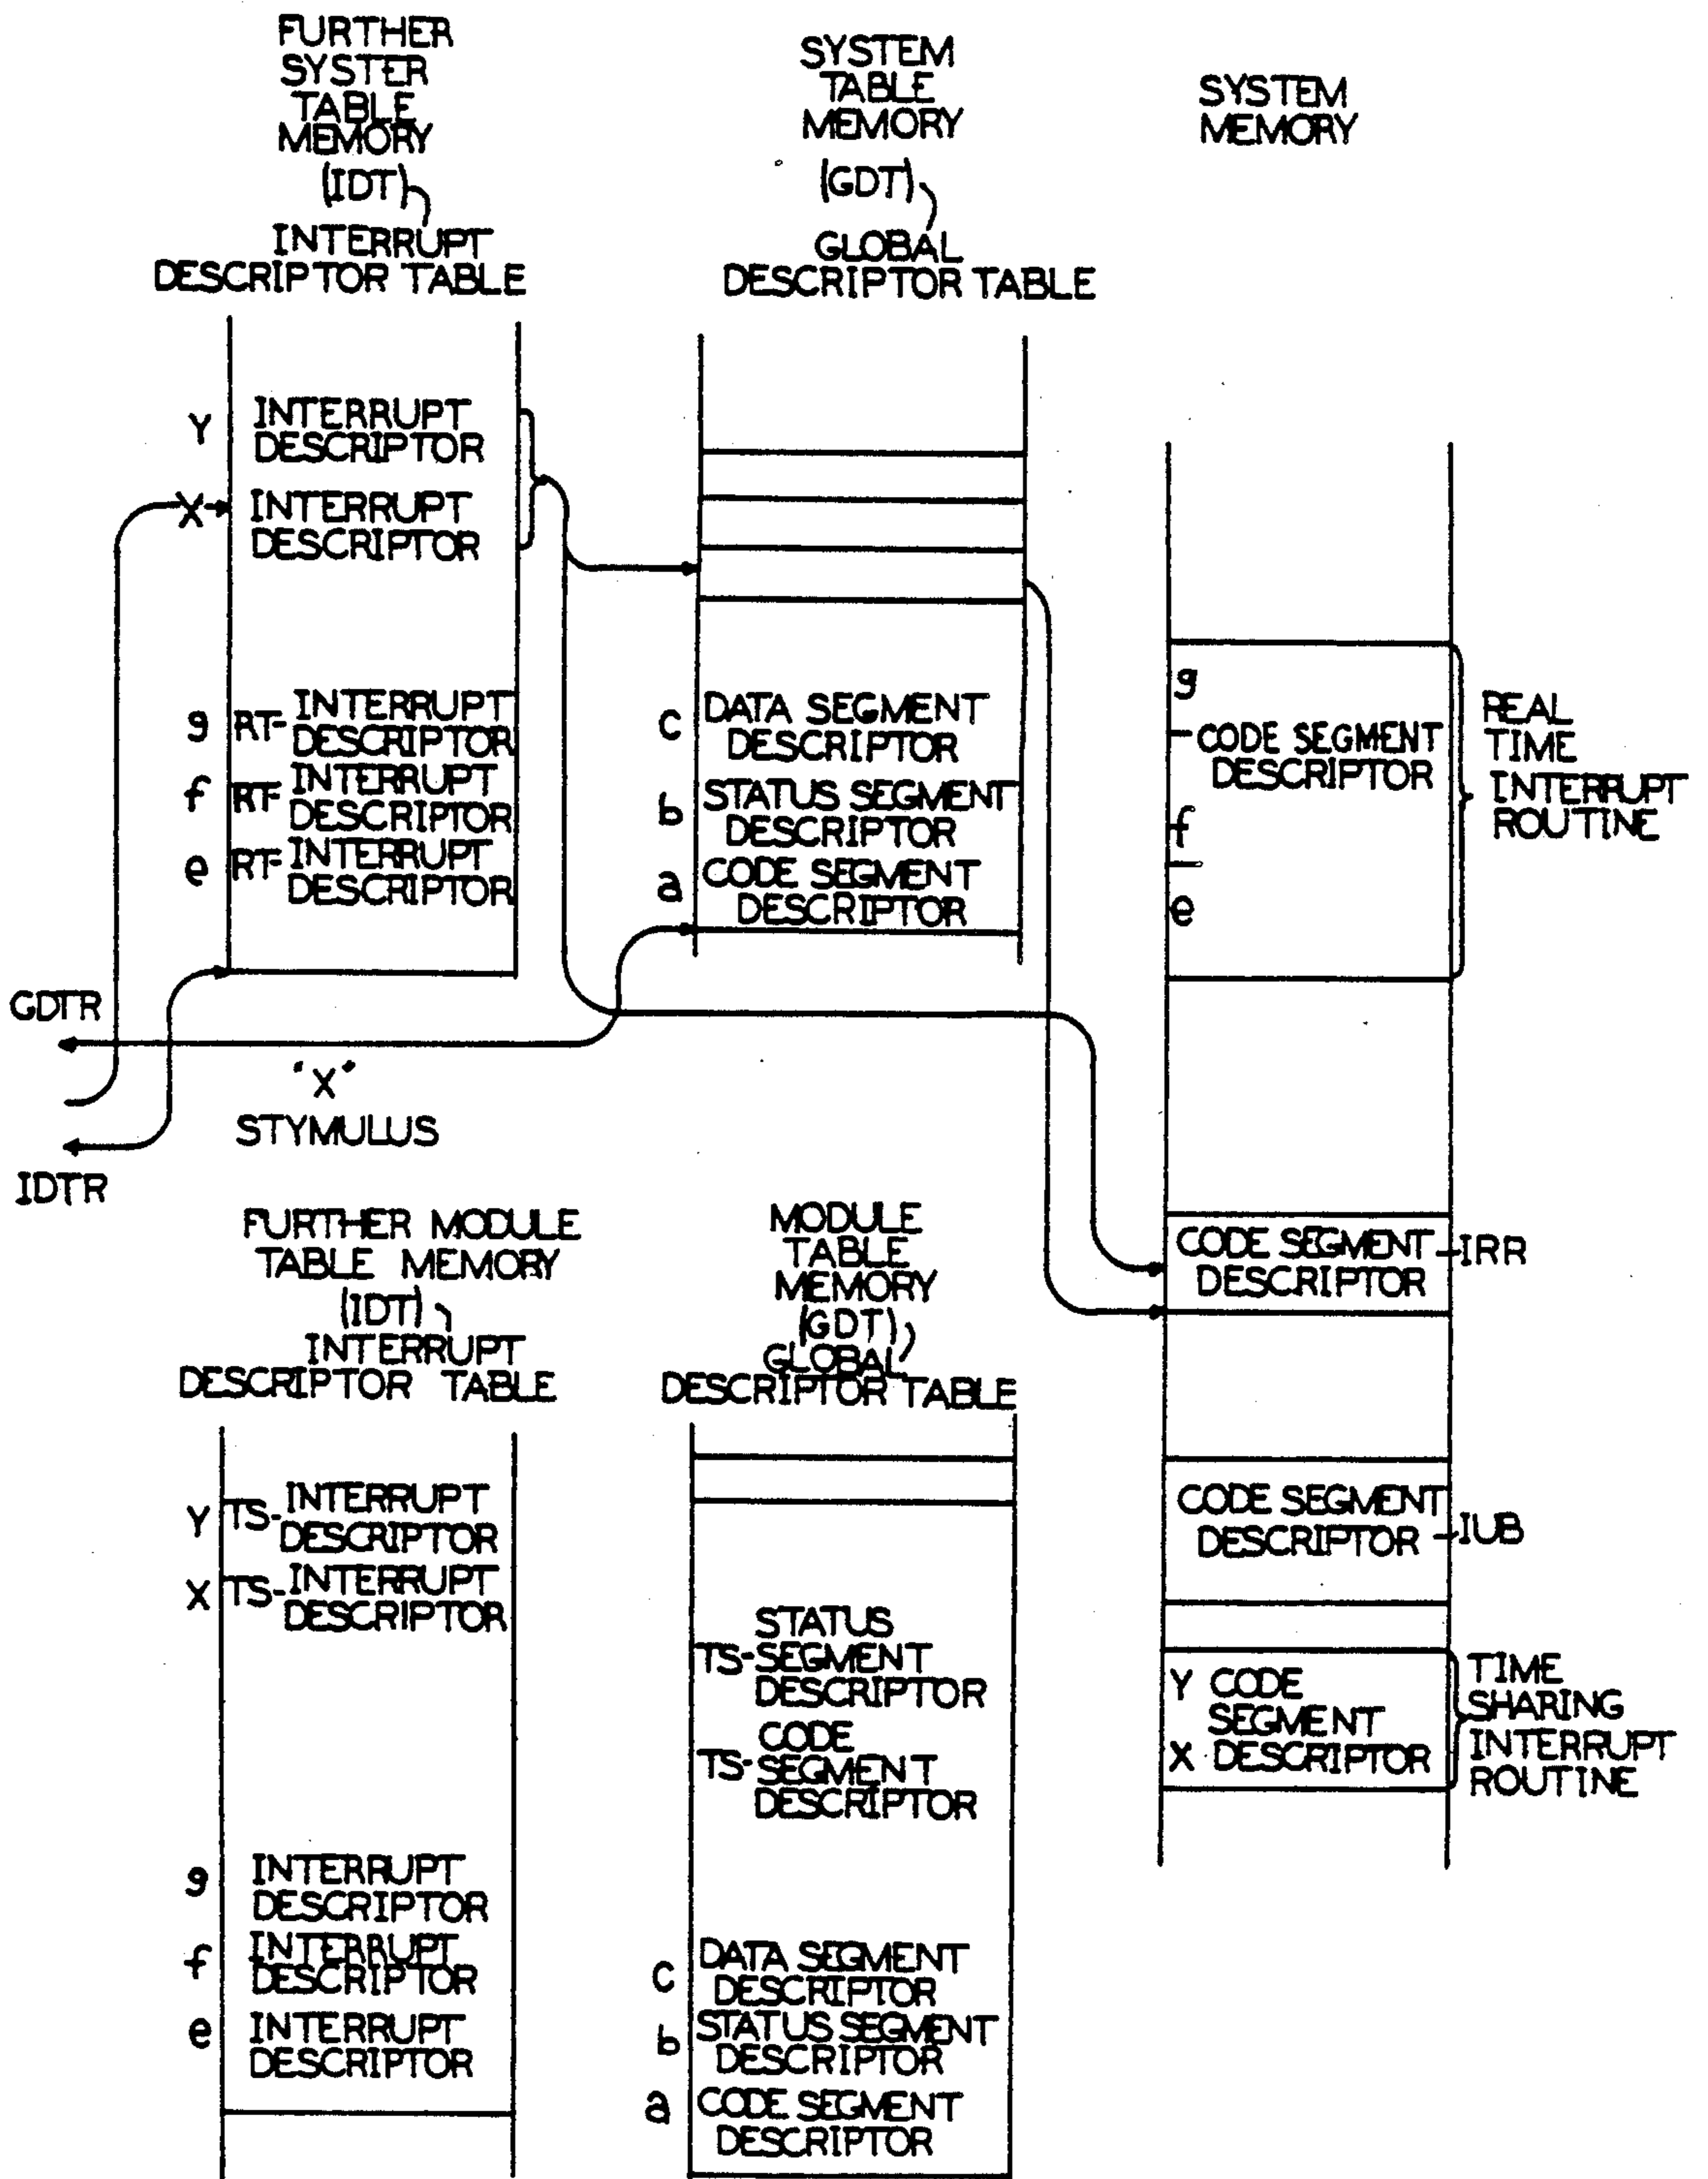 FURTHER
SYSTER
TABLE
MEMORY
(IDT)
INTERRUPT
DESCRIPTOR TABLE
SYSTEM
TABLE
MEMORY
(GDT)
GLOBAL
DESCRIPTOR TABLE
SYSTEM
MEMORY
Y INTERRUPT
DESCRIPTOR
X INTERRUPT
DESCRIPTOR
g RT-INTERRUPT
DESCRIPTOR
f RT-INTERRUPT
DESCRIPTOR
e RT-INTERRUPT
DESCRIPTOR
c DATA SEGMENT
DESCRIPTOR
b STATUS SEGMENT
DESCRIPTOR
a CODE SEGMENT
DESCRIPTOR
g
CODE SEGMENT
DESCRIPTOR
f
e
REAL
TIME
INTERRUPT
ROUTINE
GDTR
"X"
STYMULUS
IDTR
CODE SEGMENT
DESCRIPTOR
IRR
CODE SEGMENT
DESCRIPTOR
IUB
Y CODE
SEGMENT
X DESCRIPTOR
TIME
SHARING
INTERRUPT
ROUTINE
FURTHER MODULE
TABLE MEMORY
(IDT)
INTERRUPT
DESCRIPTOR TABLE
MODULE
TABLE
MEMORY
(GDT)
GLOBAL
DESCRIPTOR TABLE
Y TS-INTERRUPT
DESCRIPTOR
X TS-INTERRUPT
DESCRIPTOR
g INTERRUPT
DESCRIPTOR
f INTERRUPT
DESCRIPTOR
e INTERRUPT
DESCRIPTOR
STATUS
TS-SEGMENT
DESCRIPTOR
CODE
TS-SEGMENT
DESCRIPTOR
c DATA SEGMENT
DESCRIPTOR
b STATUS SEGMENT
DESCRIPTOR
a CODE SEGMENT
DESCRIPTOR